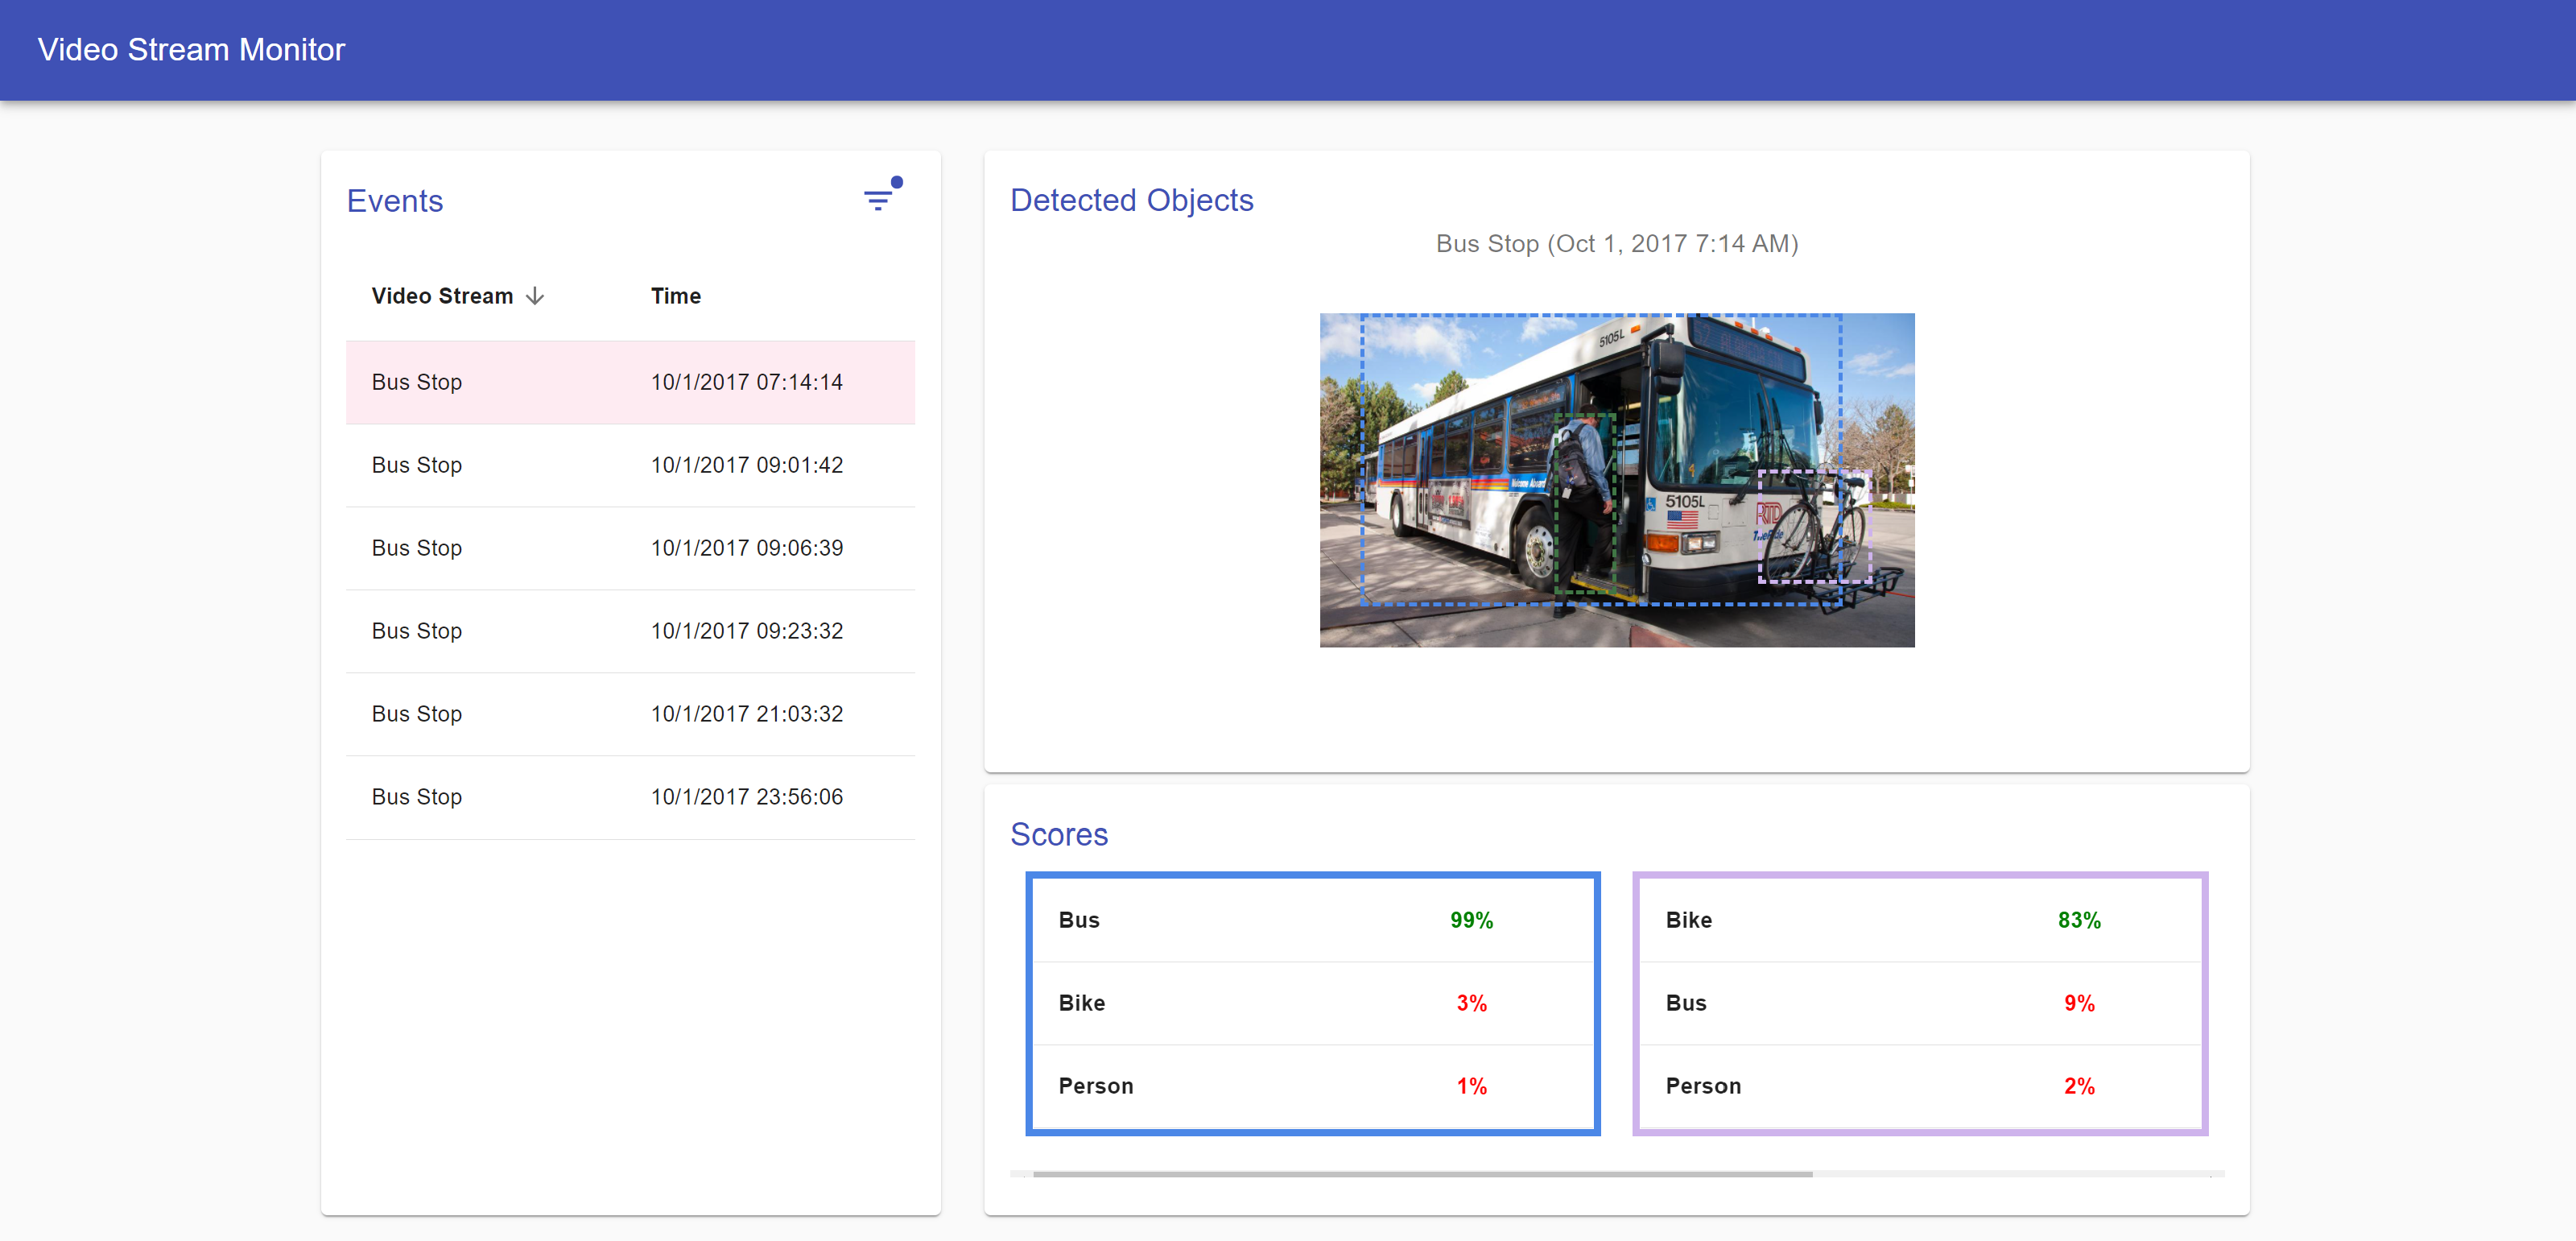 Video Stream Monitor
Events
Video Stream Time
Bus Stop 10/1/2017 07:14:14
Bus Stop 10/1/2017 09:01:42
Bus Stop 10/1/2017 09:06:39
Bus Stop 10/1/2017 09:23:32
Bus Stop 10/1/2017 21:03:32
Bus Stop 10/1/2017 23:56:06
Detected Objects
Bus Stop (Oct 1, 2017 7:14 AM)
5105L
Welcome Aboard
5105L
RTD
Scores
Bus 99%
Bike 3%
Person 1%
Bike 83%
Bus 9%
Person 2%